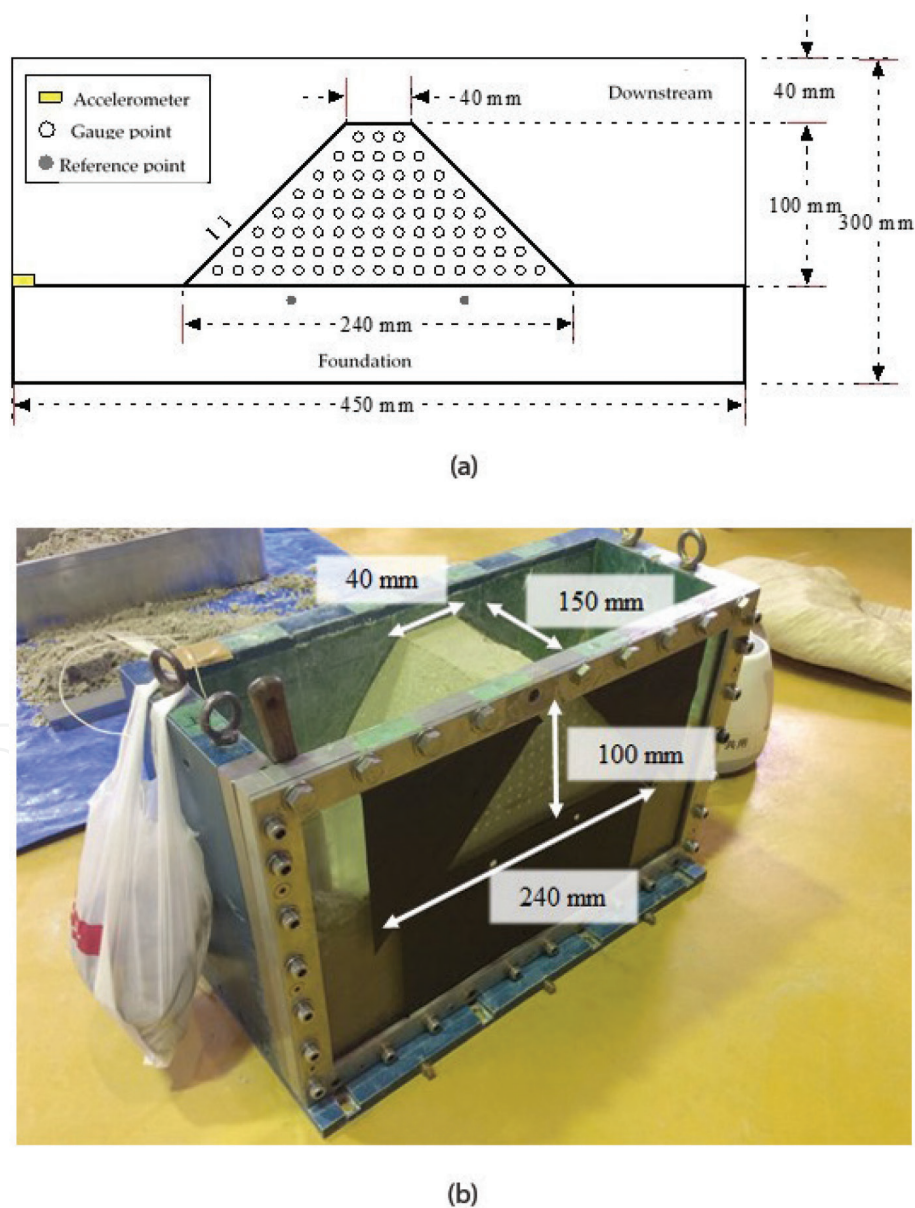 40 mm
Downstream
40 mm
Accelerometer
Gauge point
Reference point
1 1
100 mm
300 mm
240 mm
Foundation
450 mm
(a)
40 mm
150 mm
100 mm
240 mm
(b)